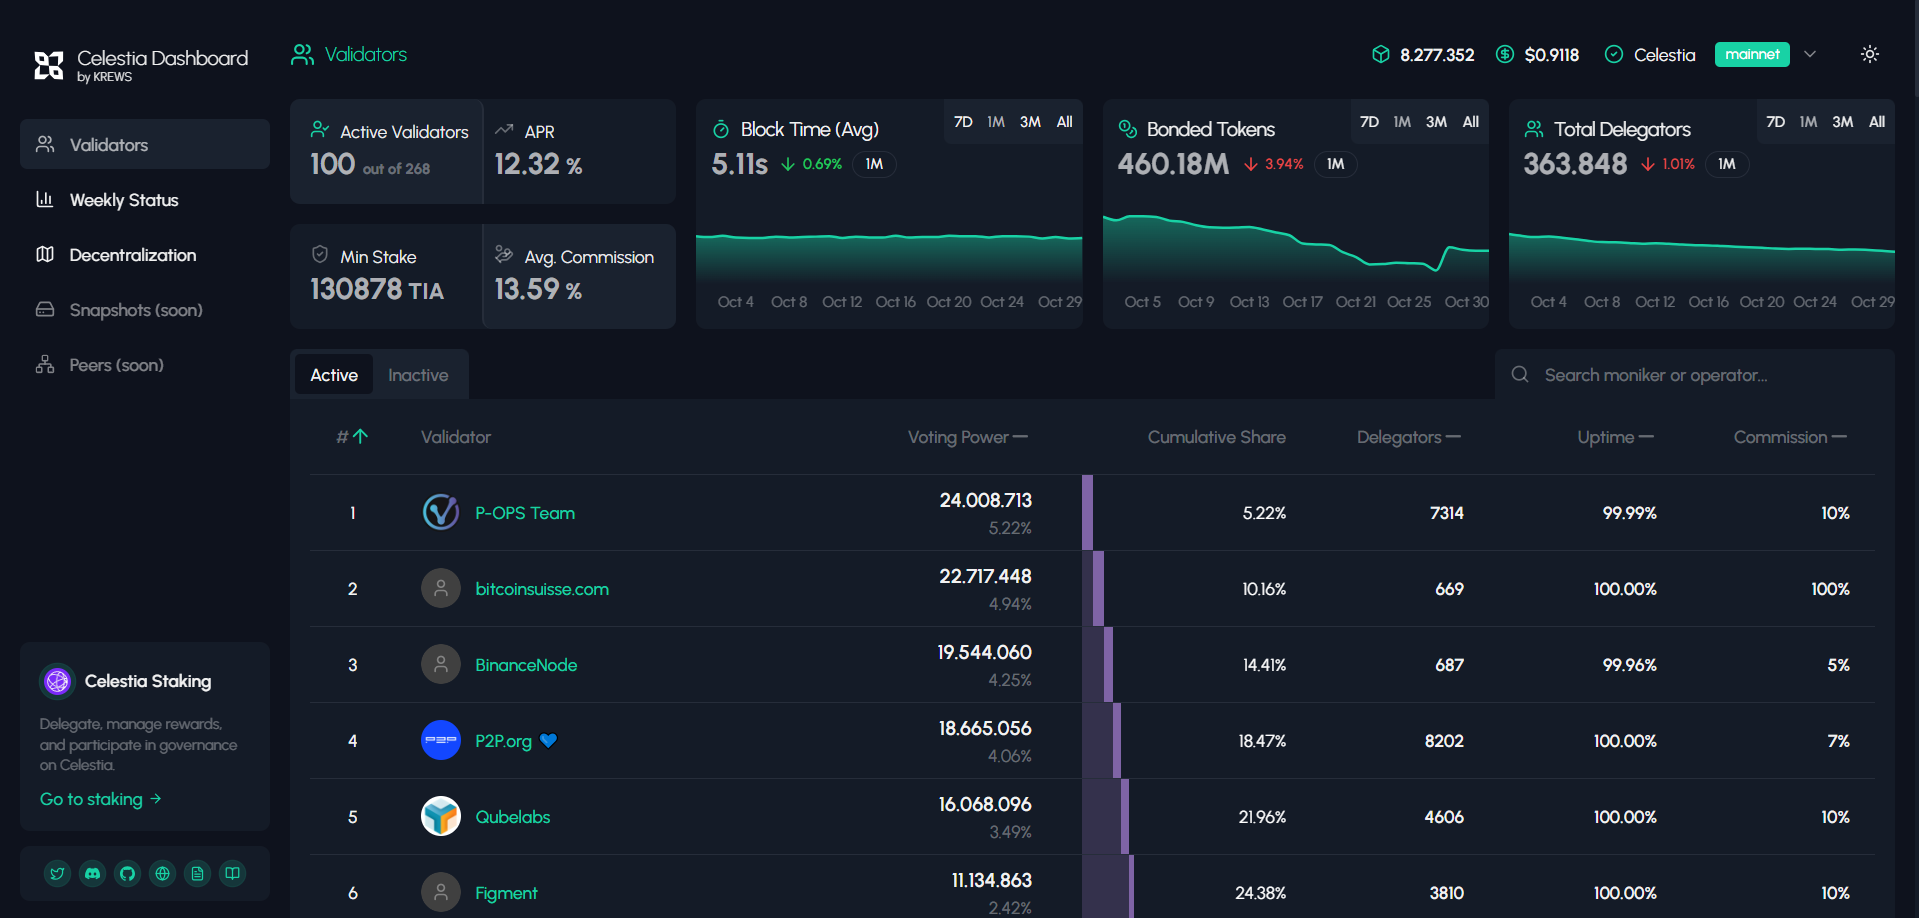 Celestia Dashboard
by KREWS
Validators
Weekly Status
Decentralization
Snapshots (soon)
Peers (soon)
Celestia Staking
Delegate, manage rewards,
and participate in governance
on Celestia.
Go to staking →
Validators
8.277.352
$0.9118
Celestia
mainnet
Active Validators
100 out of 268
APR
12.32 %
Min Stake
130878 TIA
Avg. Commission
13.59 %
Block Time (Avg)
7D 1M 3M All
5.11s ↓ 0.69% 1M
Oct 4 Oct 8 Oct 12 Oct 16 Oct 20 Oct 24 Oct 29
Bonded Tokens
7D 1M 3M All
460.18M ↓ 3.94% 1M
Oct 5 Oct 9 Oct 13 Oct 17 Oct 21 Oct 25 Oct 30
Total Delegators
7D 1M 3M All
363.848 ↓ 1.01% 1M
Oct 4 Oct 8 Oct 12 Oct 16 Oct 20 Oct 24 Oct 29
Active Inactive
Search moniker or operator...
# ↑ Validator Voting Power — Cumulative Share Delegators — Uptime — Commission —
1 P-OPS Team 24.008.713 5.22% 7314 99.99% 10%
5.22%
2 bitcoinsuisse.com 22.717.448 10.16% 669 100.00% 100%
4.94%
3 BinanceNode 19.544.060 14.41% 687 99.96% 5%
4.25%
4 P2P P2P.org 💙 18.665.056 18.47% 8202 100.00% 7%
4.06%
5 Qubelabs 16.068.096 21.96% 4606 100.00% 10%
3.49%
6 Figment 11.134.863 24.38% 3810 100.00% 10%
2.42%